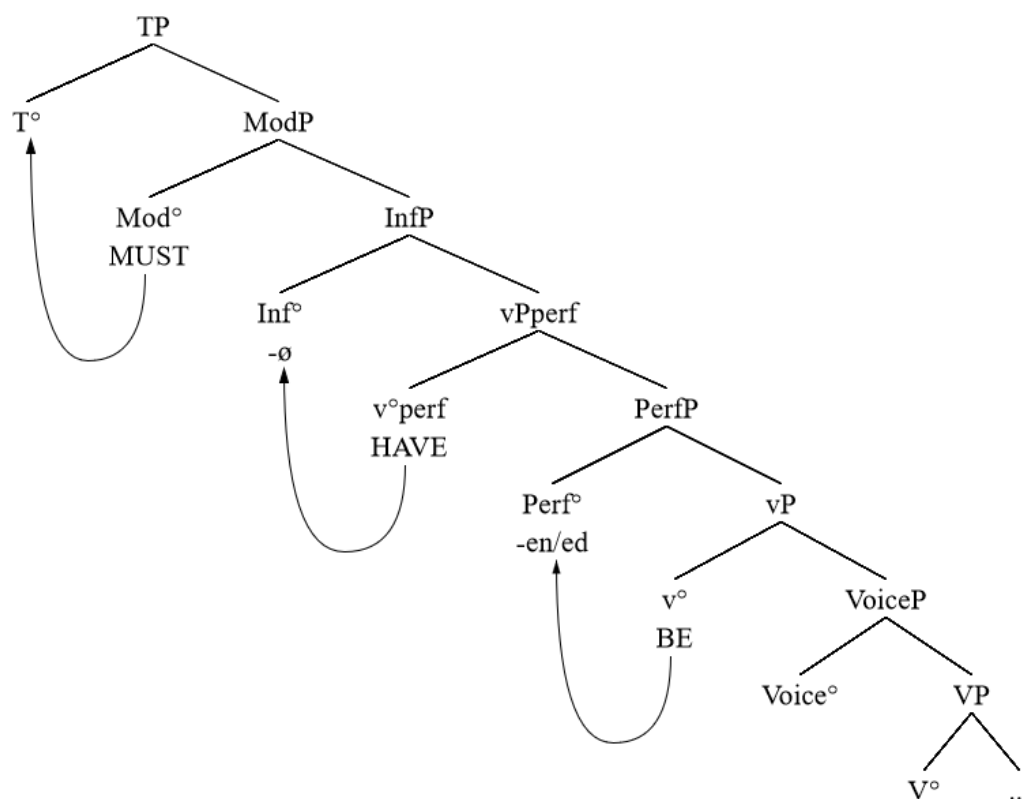 TP
T° ModP
Mod° InfP
MUST
Inf° vPperf
-ø
v°perf PerfP
HAVE
Perf° vP
-en/ed
v° VoiceP
BE
Voice° VP
V°